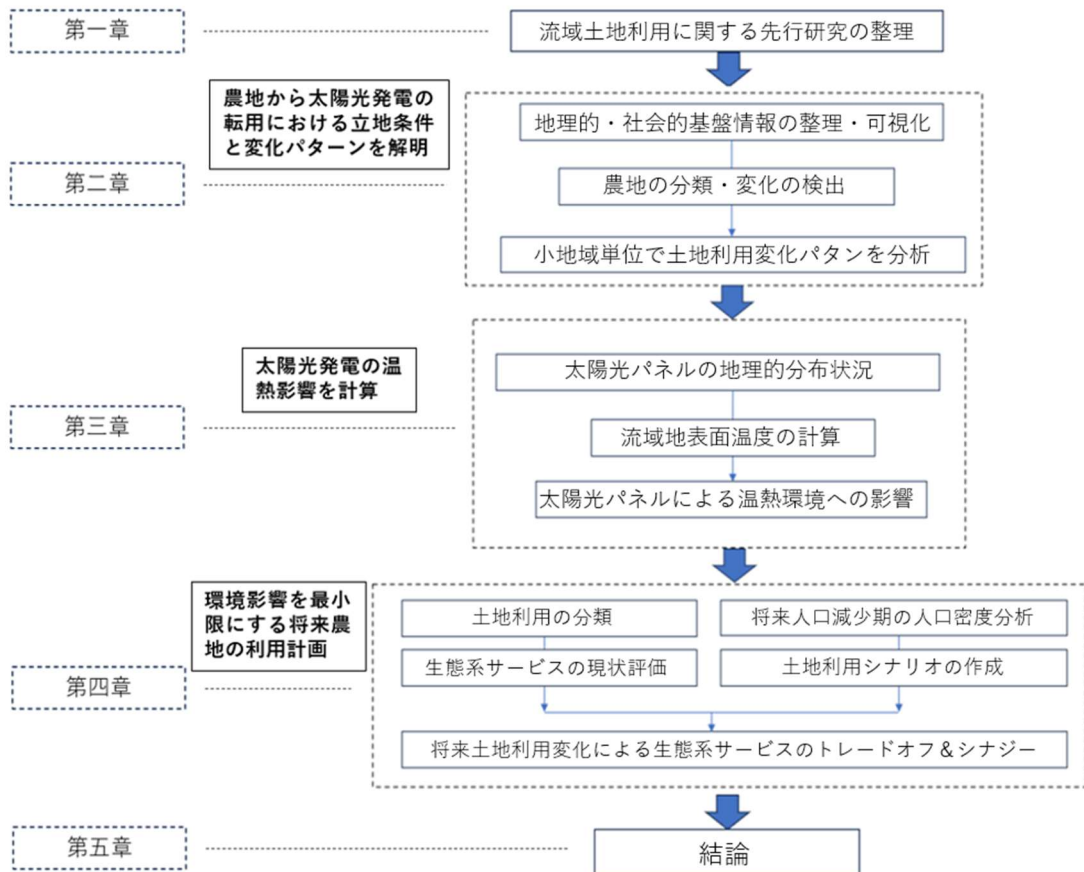 第一章
流域土地利用に関する先行研究の整理
農地から太陽光発電の
転用における立地条件
と変化パターンを解明
第二章
地理的・社会的基盤情報の整理・可視化
農地の分類・変化の検出
小地域単位で土地利用変化パタンを分析
太陽光発電の温
熱影響を計算
第三章
太陽光パネルの地理的分布状況
流域地表面温度の計算
太陽光パネルによる温熱環境への影響
環境影響を最小
限にする将来農
地の利用計画
第四章
土地利用の分類
将来人口減少期の人口密度分析
生態系サービスの現状評価
土地利用シナリオの作成
将来土地利用変化による生態系サービスのトレードオフ＆シナジー
第五章
結論